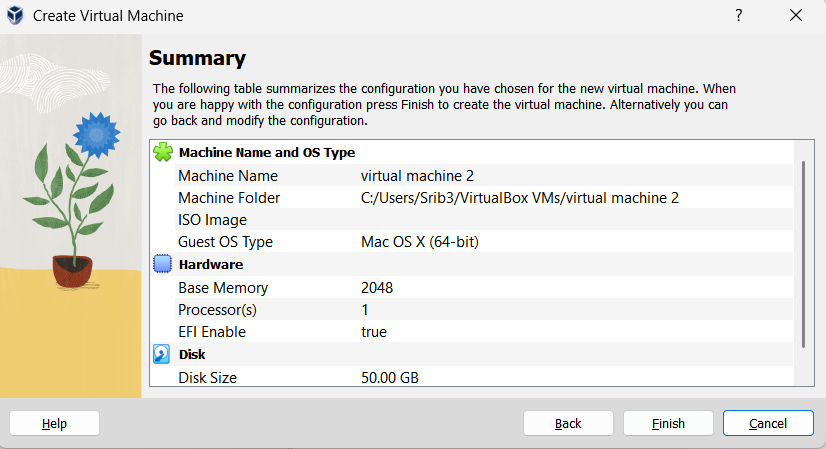 Create Virtual Machine
?
Summary
The following table summarizes the configuration you have chosen for the new virtual machine. When
you are happy with the configuration press Finish to create the virtual machine. Alternatively you can
go back and modify the configuration.
Machine Name and OS Type
Machine Name virtual machine 2
Machine Folder C:/Users/Srib3/VirtualBox VMs/virtual machine 2
ISO Image
Guest OS Type Mac OS X (64-bit)
Hardware
Base Memory 2048
Processor(s) 1
EFI Enable true
Disk
Disk Size 50.00 GB
Help Back Finish Cancel